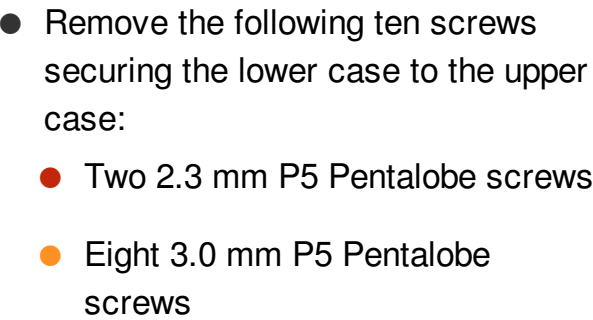 Remove the following ten screws
securing the lower case to the upper
case:
Two 2.3 mm P5 Pentalobe screws
Eight 3.0 mm P5 Pentalobe
screws